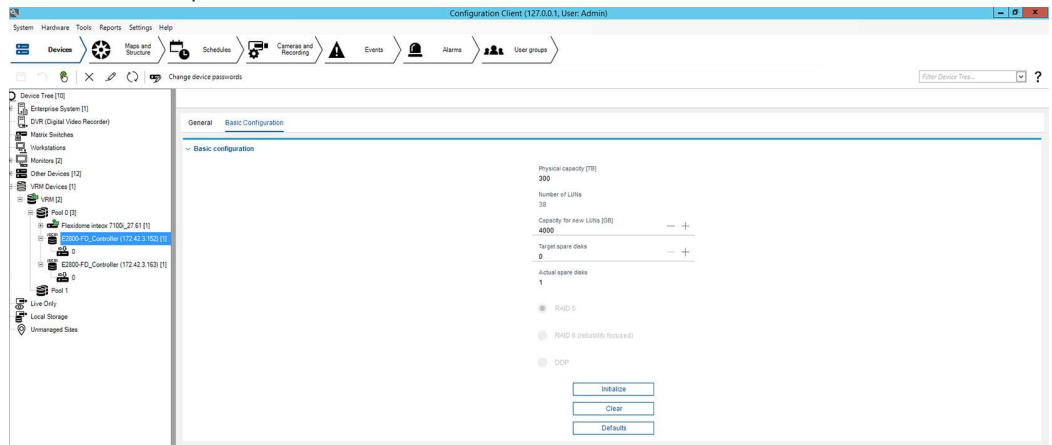 Configuration Client (127.0.0.1, User: Admin)
System Hardware Tools Reports Settings Help
Devices
Maps and
Structure
Schedules
Cameras and
Recording
Events
Alarms
User groups
Change device passwords
Filter Device Tree...
?
Device Tree [10]
Enterprise System [1]
DVR (Digital Video Recorder)
Matrix Switches
Workstations
Monitors [2]
Other Devices [12]
VRM Devices [1]
VRM [2]
Pool 0 [3]
Flexidome inteox 7100i_27.61 [1]
E2800-FD_Controller (172.42.3.152) [1]
0
E2800-FD_Controller (172.42.3.163) [1]
0
Pool 1
Live Only
Local Storage
Unmanaged Sites
General Basic Configuration
Basic configuration
Physical capacity [TB]
300
Number of LUNs
38
Capacity for new LUNs [GB]
4000
Target spare disks
0
Actual spare disks
1
RAID 5
RAID 6 (reliability focused)
DDP
Initialize
Clear
Defaults